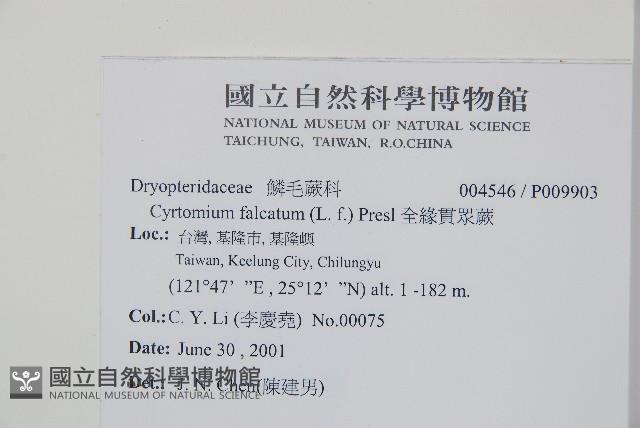 國立自然科學博物館
NATIONAL MUSEUM OF NATURAL SCIENCE
TAICHUNG, TAIWAN, R.O.CHINA
Dryopteridaceae 鱗毛蕨科 004546 / P009903
Cyrtomium falcatum (L. f.) Presl 全緣貫眾蕨
Loc.: 台灣, 基隆市, 基隆嶼
Taiwan, Keelung City, Chilungyu
(121°47’ ”E , 25°12’ ”N) alt. 1 -182 m.
Col.: C. Y. Li (李慶堯) No.00075
Date: June 30 , 2001
Det.: J. N. Chen(陳建男)
國立自然科學博物館
NATIONAL MUSEUM OF NATURAL SCIENCE